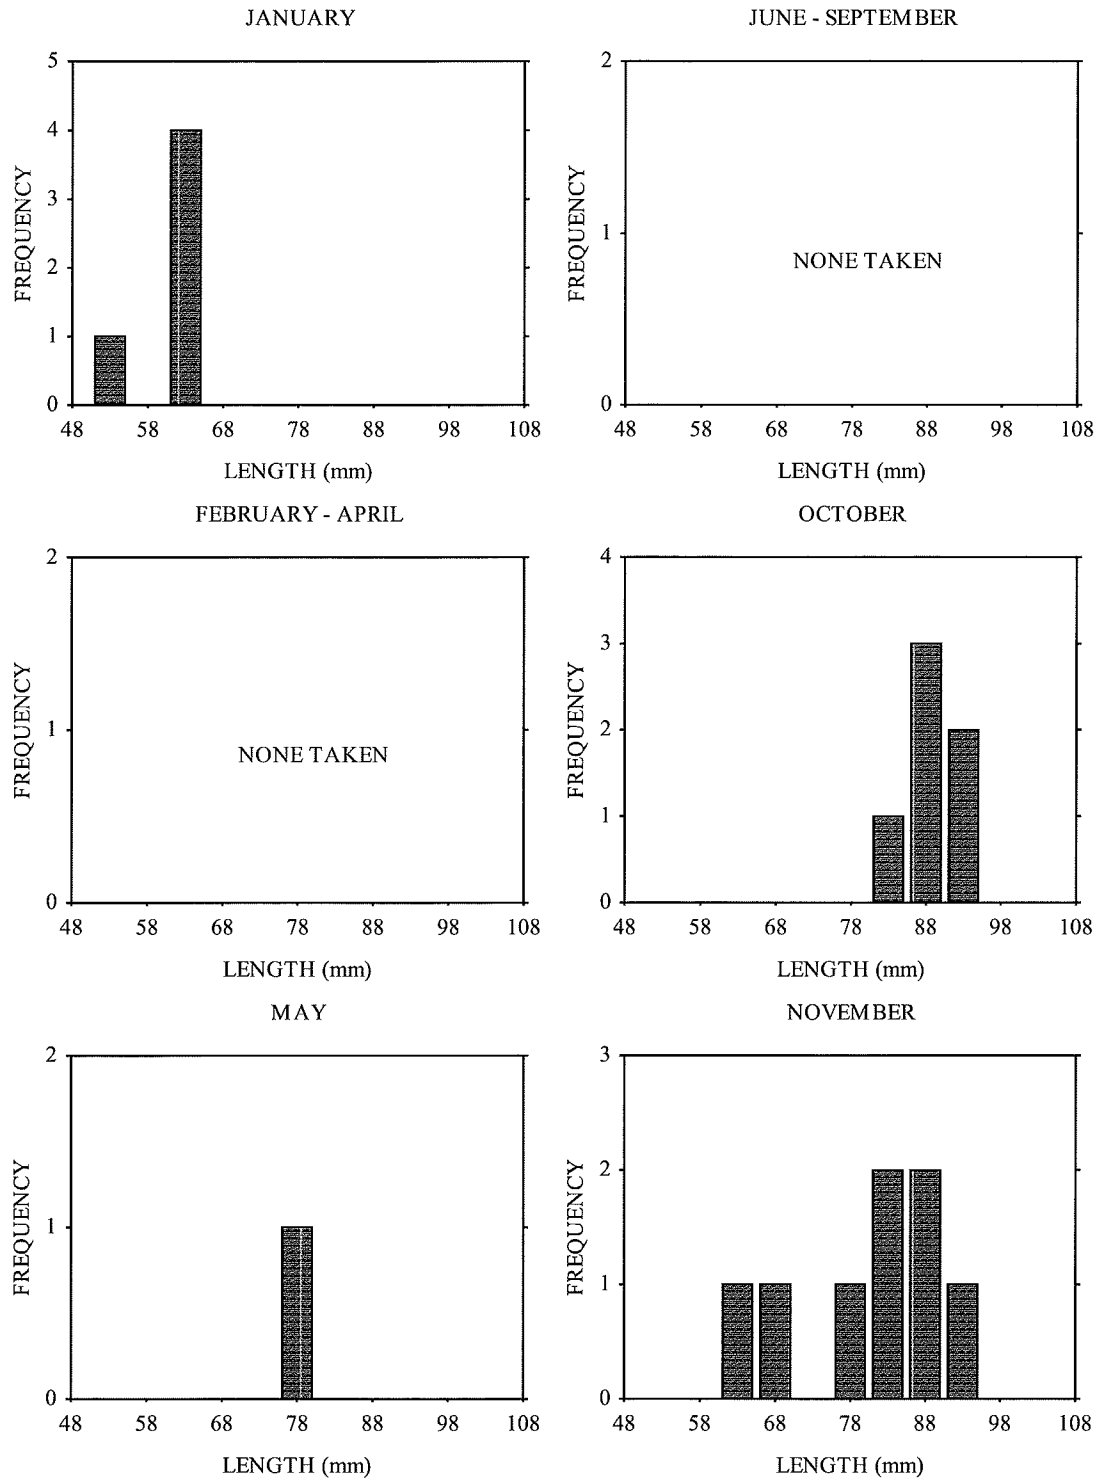 JANUARY
5
4
3
2
1
0
FREQUENCY
48 58 68 78 88 98 108
LENGTH (mm)
JUNE - SEPTEMBER
2
1
0
FREQUENCY
NONE TAKEN
48 58 68 78 88 98 108
LENGTH (mm)
FEBRUARY - APRIL
2
1
0
FREQUENCY
NONE TAKEN
48 58 68 78 88 98 108
LENGTH (mm)
OCTOBER
4
3
2
1
0
FREQUENCY
48 58 68 78 88 98 108
LENGTH (mm)
MAY
2
1
0
FREQUENCY
48 58 68 78 88 98 108
LENGTH (mm)
NOVEMBER
3
2
1
0
FREQUENCY
48 58 68 78 88 98 108
LENGTH (mm)